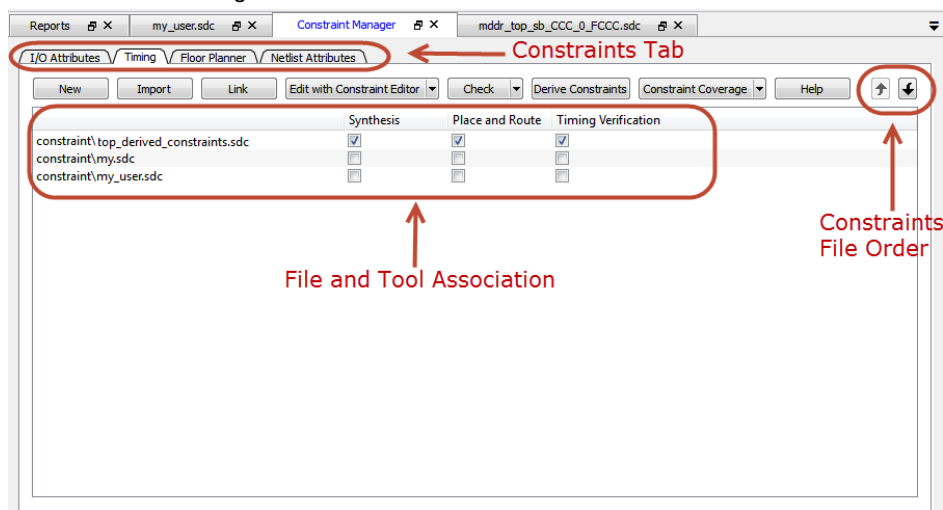 Reports my_user.sdc Constraint Manager mddr_top_sb_CCC_0_FCCC.sdc
Constraints Tab
I/O Attributes Timing Floor Planner Netlist Attributes
New Import Link Edit with Constraint Editor Check Derive Constraints Constraint Coverage Help
Synthesis Place and Route Timing Verification
constraint\top_derived_constraints.sdc
constraint\my.sdc
constraint\my_user.sdc
Constraints
File Order
File and Tool Association